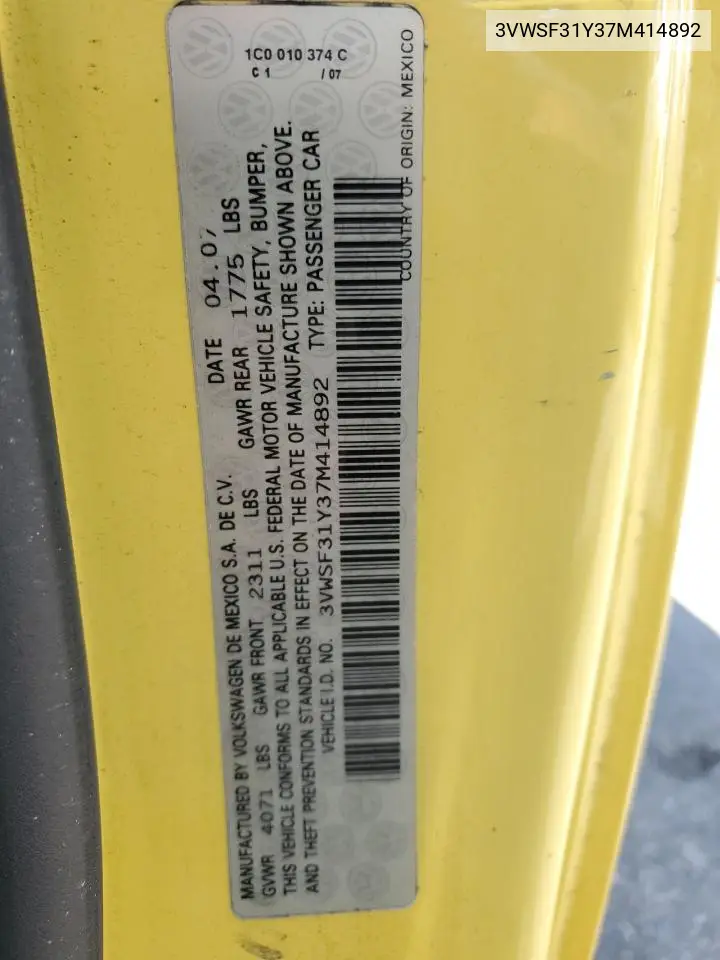 3VWSF31Y37M414892
1C0 010 374 C
C 1 / 07
MANUFACTURED BY VOLKSWAGEN DE MEXICO S.A. DE C.V. DATE 04.07
GVWR 4071 LBS GAWR FRONT 2311 LBS GAWR REAR 1775 LBS
THIS VEHICLE CONFORMS TO ALL APPLICABLE U.S. FEDERAL MOTOR VEHICLE SAFETY, BUMPER,
AND THEFT PREVENTION STANDARDS IN EFFECT ON THE DATE OF MANUFACTURE SHOWN ABOVE.
VEHICLE I.D. NO. 3VWSF31Y37M414892 TYPE: PASSENGER CAR
COUNTRY OF ORIGIN: MEXICO